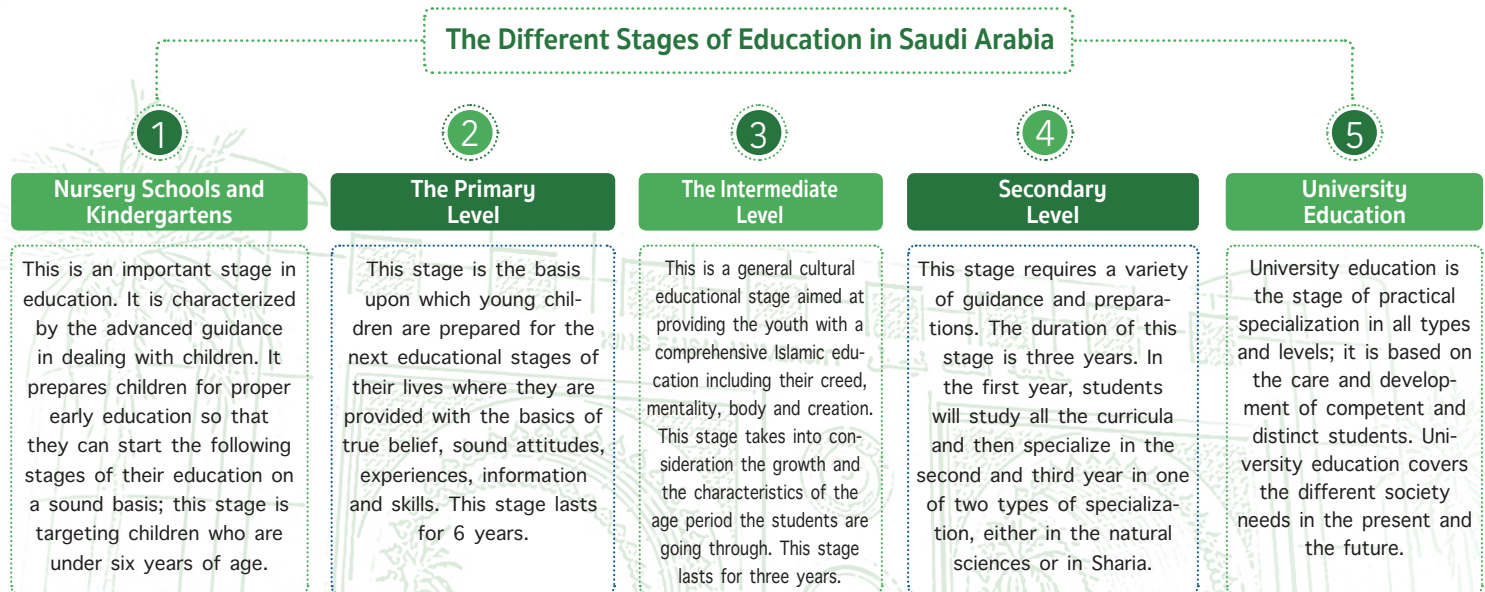 The Different Stages of Education in Saudi Arabia
1
Nursery Schools and
Kindergartens
This is an important stage in
education. It is characterized
by the advanced guidance
in dealing with children. It
prepares children for proper
early education so that
they can start the following
stages of their education on
a sound basis; this stage is
targeting children who are
under six years of age.
2
The Primary
Level
This stage is the basis
upon which young chil-
dren are prepared for the
next educational stages of
their lives where they are
provided with the basics of
true belief, sound attitudes,
experiences, information
and skills. This stage lasts
for 6 years.
3
The Intermediate
Level
This is a general cultural
educational stage aimed at
providing the youth with a
comprehensive Islamic edu-
cation including their creed,
mentality, body and creation.
This stage takes into con-
sideration the growth and
the characteristics of the
age period the students are
going through. This stage
lasts for three years.
4
Secondary
Level
This stage requires a variety
of guidance and prepara-
tions. The duration of this
stage is three years. In
the first year, students
will study all the curricula
and then specialize in the
second and third year in one
of two types of specializa-
tion, either in the natural
sciences or in Sharia.
5
University
Education
University education is
the stage of practical
specialization in all types
and levels; it is based on
the care and develop-
ment of competent and
distinct students. Uni-
versity education covers
the different society
needs in the present and
the future.